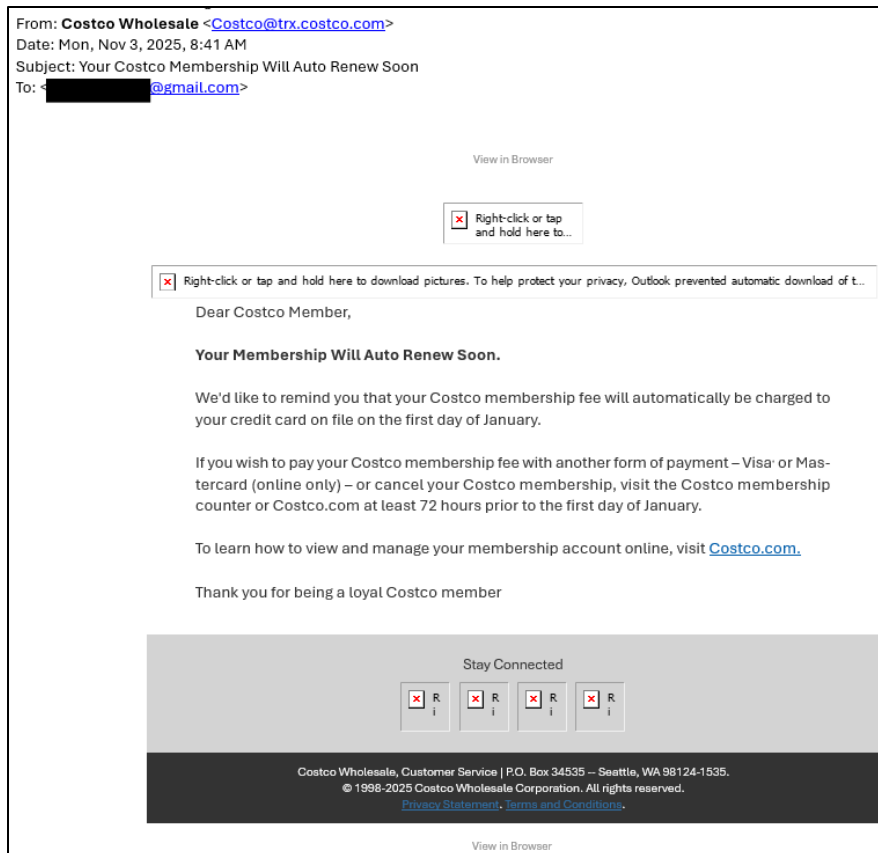 From: Costco Wholesale <Costco@trx.costco.com>
Date: Mon, Nov 3, 2025, 8:41 AM
Subject: Your Costco Membership Will Auto Renew Soon
To: < @gmail.com>
View in Browser
Right-click or tap
and hold here to...
Right-click or tap and hold here to download pictures. To help protect your privacy, Outlook prevented automatic download of t...
Dear Costco Member,
Your Membership Will Auto Renew Soon.
We'd like to remind you that your Costco membership fee will automatically be charged to
your credit card on file on the first day of January.
If you wish to pay your Costco membership fee with another form of payment – Visa· or Mas-
tercard (online only) – or cancel your Costco membership, visit the Costco membership
counter or Costco.com at least 72 hours prior to the first day of January.
To learn how to view and manage your membership account online, visit Costco.com.
Thank you for being a loyal Costco member
Stay Connected
R R R R
i i i i
Costco Wholesale, Customer Service | P.O. Box 34535 -- Seattle, WA 98124-1535.
© 1998-2025 Costco Wholesale Corporation. All rights reserved.
Privacy Statement. Terms and Conditions.
View in Browser